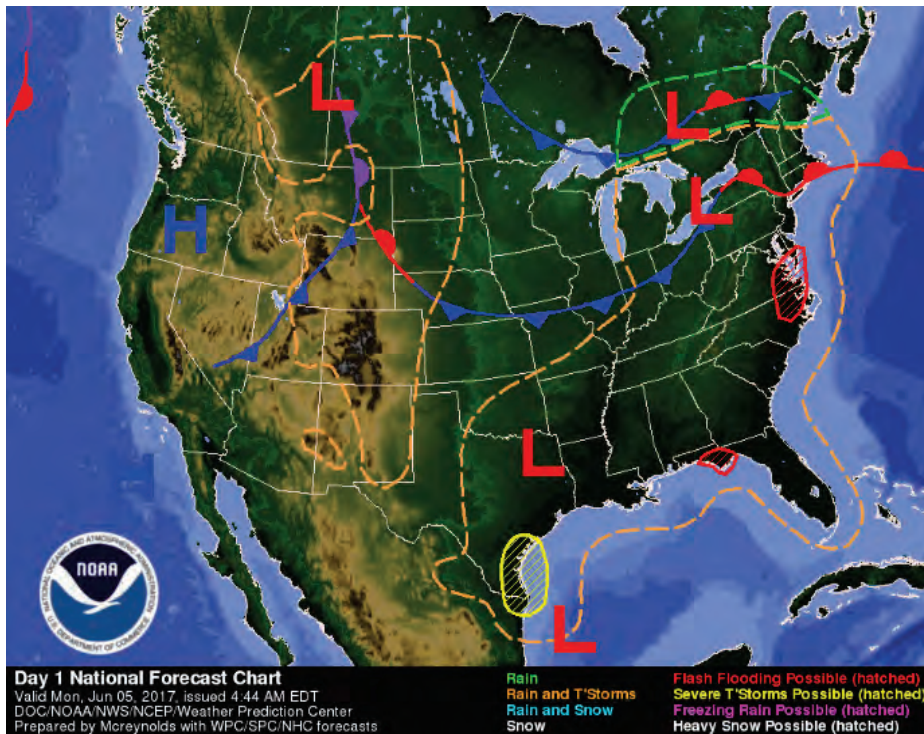 L
L
L
H
L
L
NOAA
NATIONAL OCEANIC AND ATMOSPHERIC ADMINISTRATION
U.S. DEPARTMENT OF COMMERCE
Day 1 National Forecast Chart
Valid Mon, Jun 05, 2017, issued 4:44 AM EDT
DOC/NOAA/NWS/NCEP/Weather Prediction Center
Prepared by Mcreynolds with WPC/SPC/NHC forecasts
Rain
Rain and T'Storms
Rain and Snow
Snow
Flash Flooding Possible (hatched)
Severe T'Storms Possible (hatched)
Freezing Rain Possible (hatched)
Heavy Snow Possible (hatched)